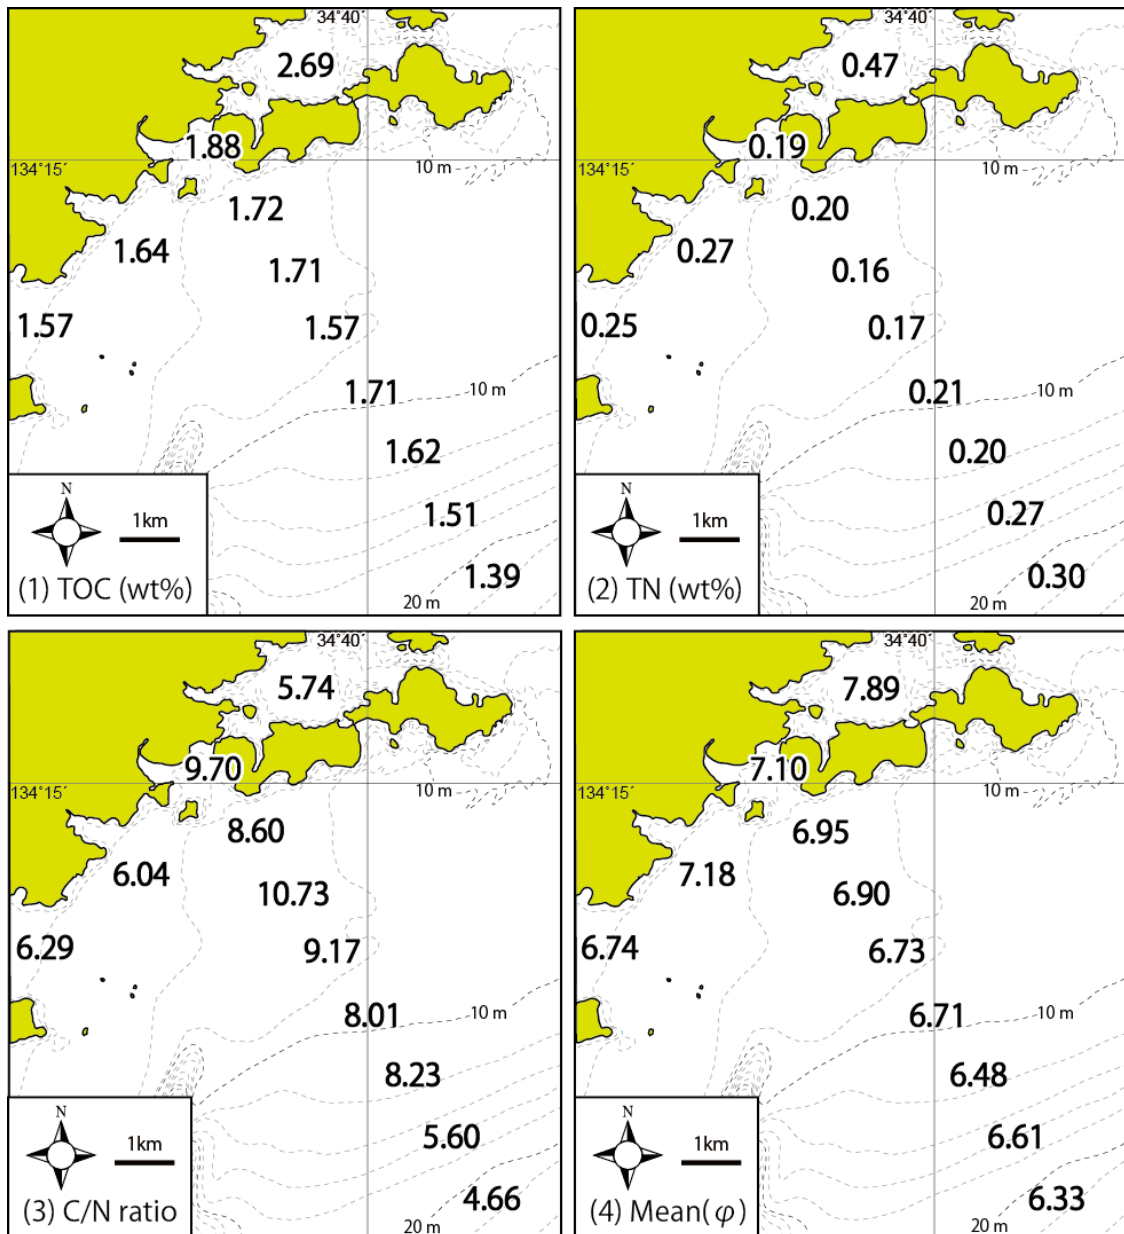 34˚40´
2.69
1.88
134˚15´
10 m
1.72
1.64
1.71
1.57
1.57
1.71
10 m
1.62
N
1km
1.51
(1) TOC (wt%)
1.39
20 m
34˚40´
0.47
0.19
134˚15´
10 m
0.20
0.27
0.16
0.25
0.17
0.21
10 m
0.20
N
1km
0.27
(2) TN (wt%)
0.30
20 m
34˚40´
5.74
9.70
134˚15´
10 m
8.60
6.04
10.73
6.29
9.17
8.01
10 m
8.23
N
1km
5.60
(3) C/N ratio
4.66
20 m
34˚40´
7.89
7.10
134˚15´
10 m
6.95
7.18
6.90
6.74
6.73
6.71
10 m
6.48
N
1km
6.61
(4) Mean(φ)
6.33
20 m